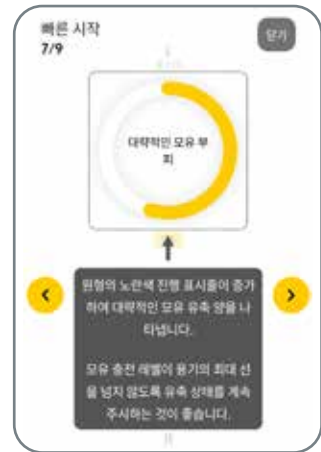 빠른 시작
닫기
7/9
대략적인 모유 부
피
원형의 노란색 진행 표시줄이 증가
하여 대략적인 모유 유축 양을 나
타냅니다.
모유 충전 레벨이 용기의 최대 선
을 넘지 않도록 유축 상태를 계속
주시하는 것이 좋습니다.